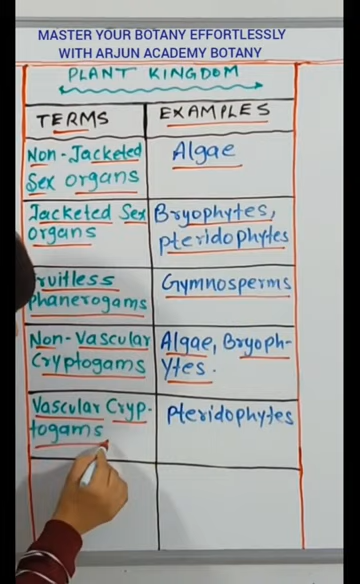 MASTER YOUR BOTANY EFFORTLESSLY
WITH ARJUN ACADEMY BOTANY
PLANT KINGDOM
TERMS EXAMPLES
Non-Jacketed Algae
Sex organs
Jacketed Sex Bryophytes,
organs pteridophytes
ruitless Gymnosperms
phanerogams
Non-Vascular Algae, Bryoph-
Cryptogams ytes.
Vascular Cryp- Pteridophytes
togams